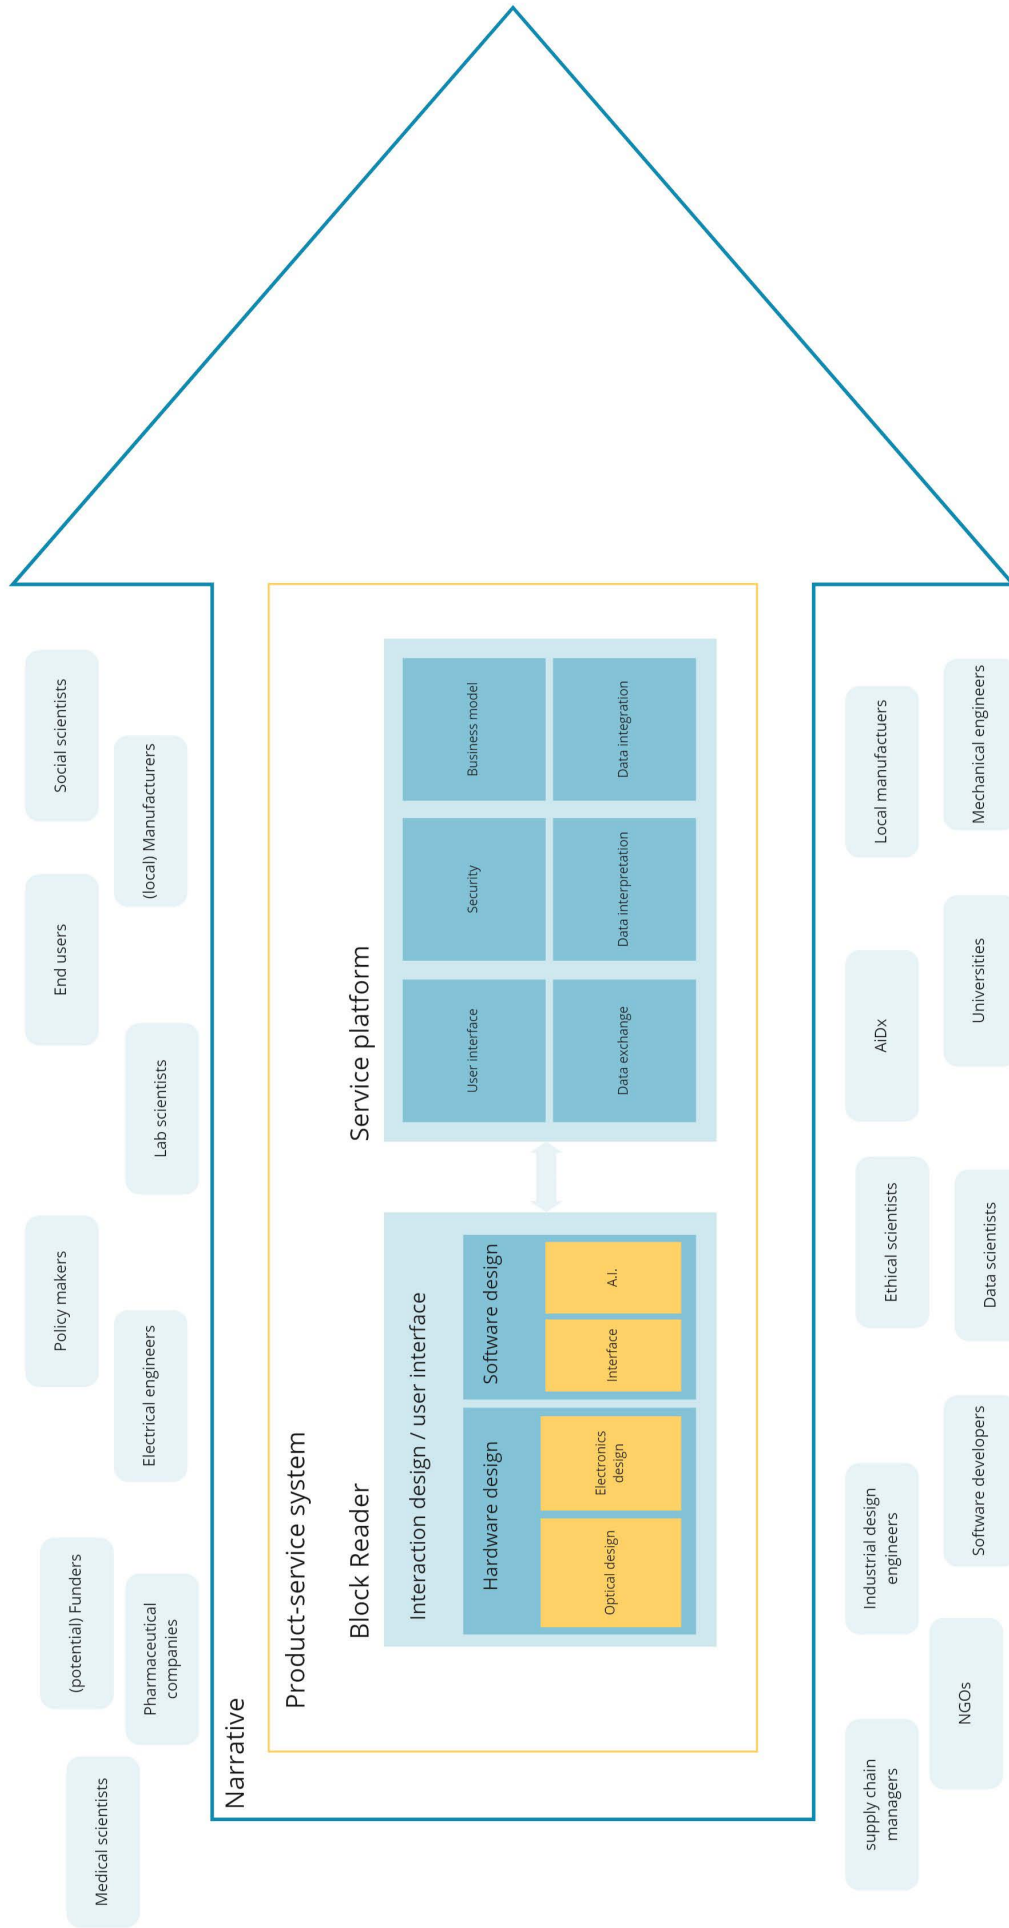 Medical scientists
(potential) Funders
Pharmaceutical
companies
Policy makers
Electrical engineers
End users
Lab scientists
Social scientists
(local) Manufacturers
Narrative
Product-service system
Block Reader
Interaction design / user interface
Hardware design
Optical design
Electronics
design
Software design
Interface
A.I.
Service platform
User interface
Security
Business model
Data exchange
Data interpretation
Data integration
supply chain
managers
NGOs
Industrial design
engineers
Software developers
Ethical scientists
Data scientists
AiDx
Universities
Local manufactuers
Mechanical engineers